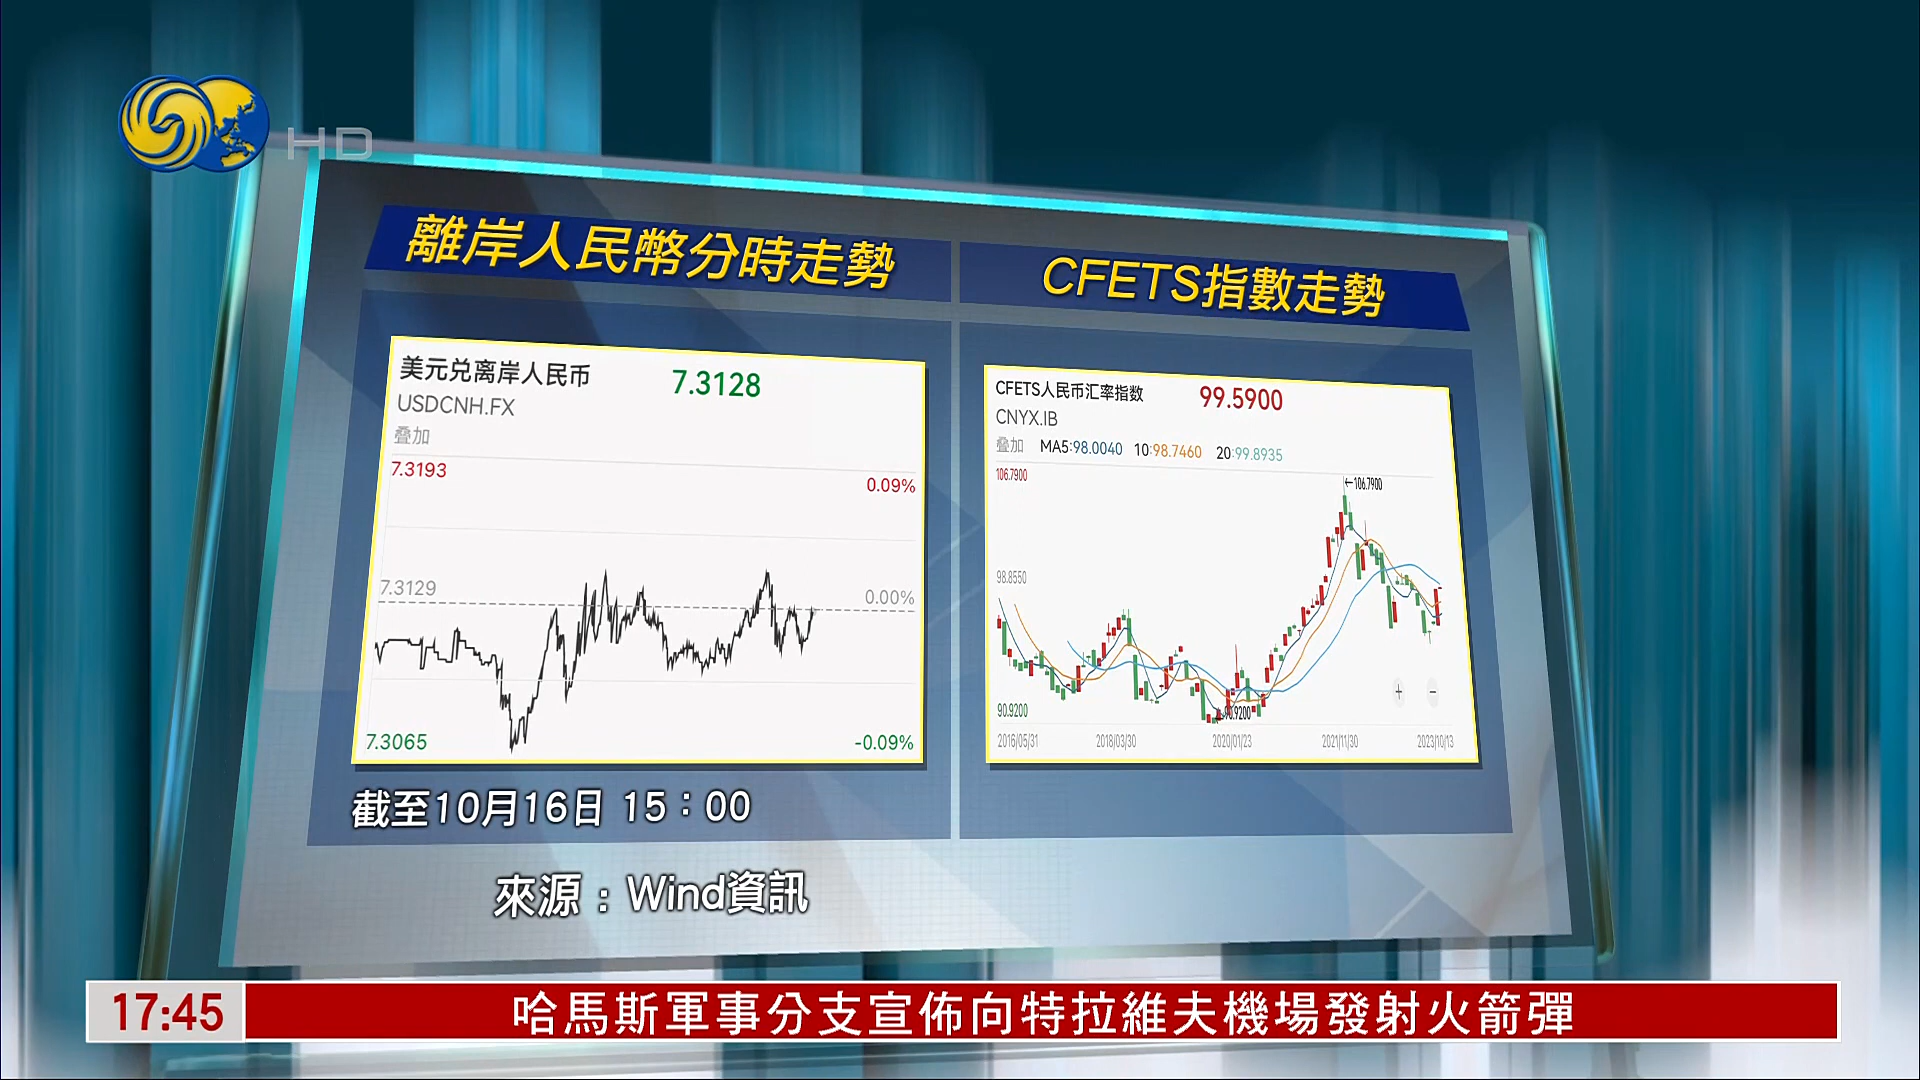 HD
離岸人民幣分時走勢
CFETS指數走勢
美元兑离岸人民币
7.3128
USDCNH.FX
叠加
7.3193
0.09%
7.3129
0.00%
7.3065
-0.09%
CFETS人民币汇率指数
99.5900
CNYX.IB
叠加 MA5:98.0040 10:98.7460 20:99.8935
106.7900
←106.7900
98.8550
90.9200
90.9200
+ −
2016/05/31 2018/03/30 2020/01/23 2021/11/30 2023/10/13
截至10月16日 15：00
來源：Wind資訊
17:45
哈馬斯軍事分支宣佈向特拉維夫機場發射火箭彈